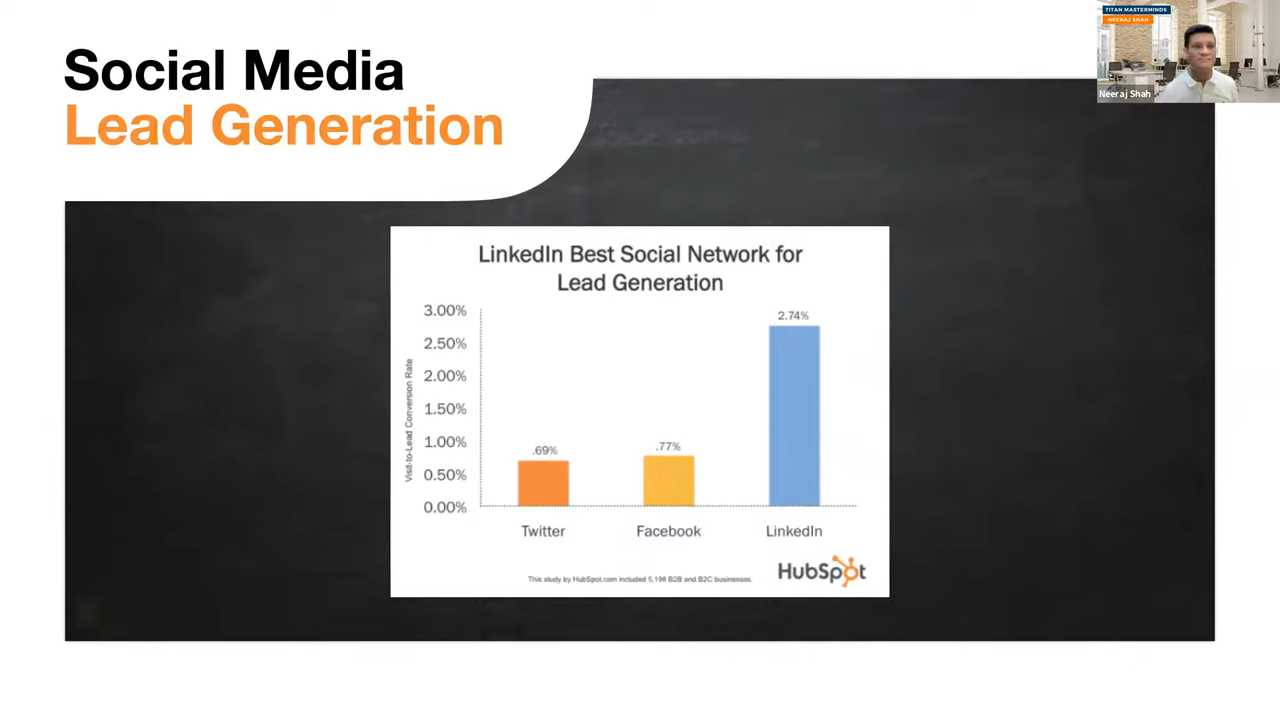 Social Media
Lead Generation
TITAN MASTERMINDS
NEERAJ SHAH
Neeraj Shah
LinkedIn Best Social Network for
Lead Generation
Visit-to-Lead Conversion Rate
3.00%
2.50%
2.00%
1.50%
1.00%
0.50%
0.00%
.69%
.77%
2.74%
Twitter
Facebook
LinkedIn
HubSpot
This study by HubSpot.com included 5,198 B2B and B2C businesses.